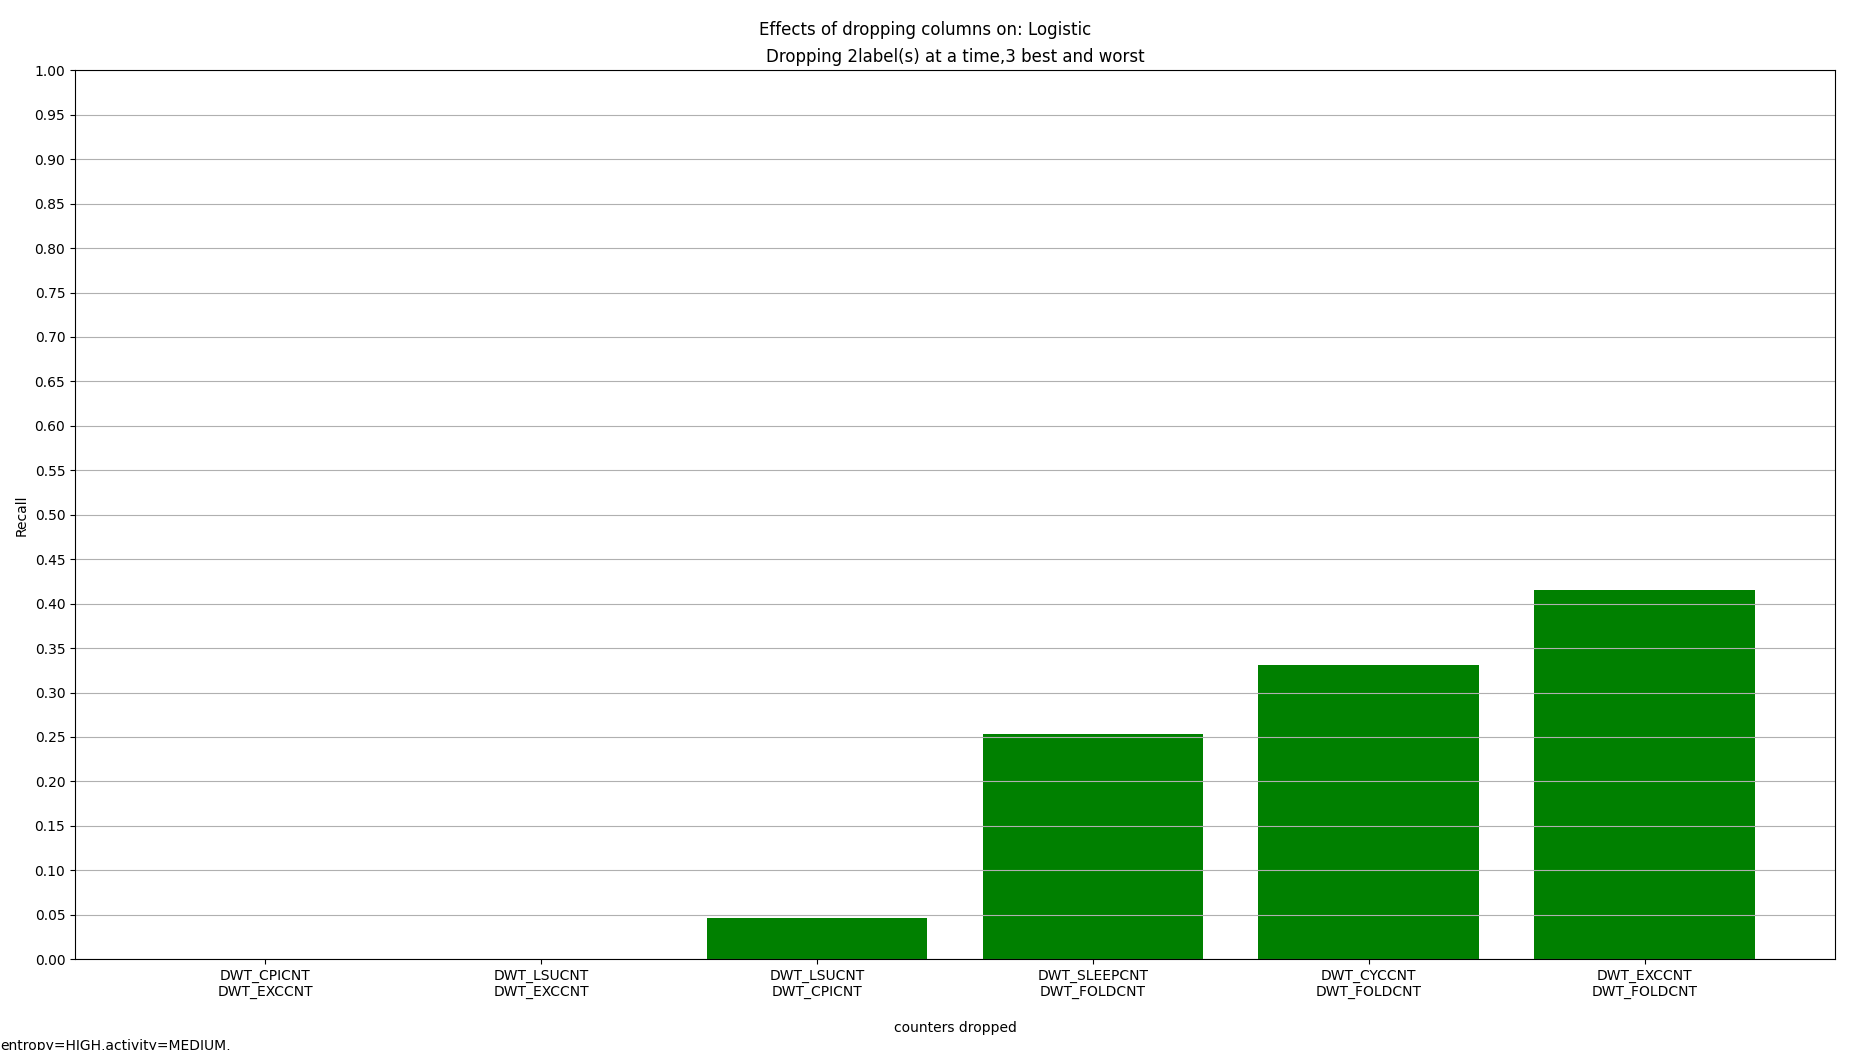 Effects of dropping columns on: Logistic
Dropping 2label(s) at a time,3 best and worst
1.00
0.95
0.90
0.85
0.80
0.75
0.70
0.65
0.60
0.55
0.50
0.45
0.40
0.35
0.30
0.25
0.20
0.15
0.10
0.05
0.00
Recall
DWT_CPICNT
DWT_EXCCNT
DWT_LSUCNT
DWT_EXCCNT
DWT_LSUCNT
DWT_CPICNT
DWT_SLEEPCNT
DWT_FOLDCNT
DWT_CYCCNT
DWT_FOLDCNT
DWT_EXCCNT
DWT_FOLDCNT
counters dropped
entropy=HIGH,activity=MEDIUM,